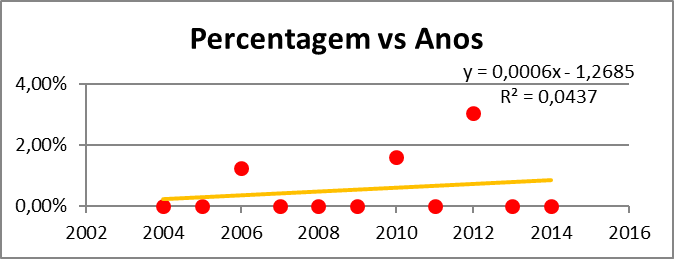 Percentagem vs Anos
y = 0,0006x - 1,2685
R² = 0,0437
4,00%
2,00%
0,00%
2002 2004 2006 2008 2010 2012 2014 2016